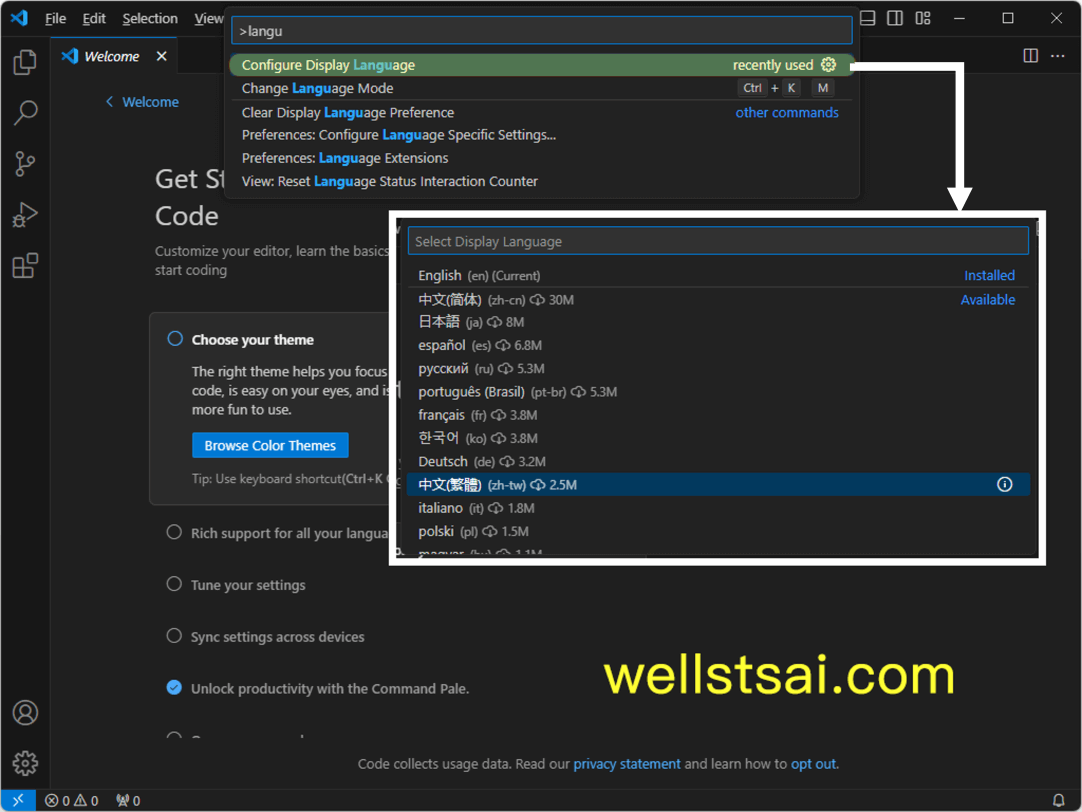 File Edit Selection View
>langu
Configure Display Language recently used
Change Language Mode Ctrl + K M
Clear Display Language Preference other commands
Preferences: Configure Language Specific Settings...
Preferences: Language Extensions
View: Reset Language Status Interaction Counter
Welcome
Welcome
Get St
Code
Customize your editor, learn the basics
start coding
Choose your theme
The right theme helps you focus
code, is easy on your eyes, and is
more fun to use.
Browse Color Themes
Tip: Use keyboard shortcut(Ctrl+K
Rich support for all your langua
Tune your settings
Sync settings across devices
Unlock productivity with the Command Pale.
Select Display Language
English (en) (Current) Installed
中文(简体) (zh-cn) 30M Available
日本語 (ja) 8M
español (es) 6.8M
русский (ru) 5.3M
português (Brasil) (pt-br) 5.3M
français (fr) 3.8M
한국어 (ko) 3.8M
Deutsch (de) 3.2M
中文(繁體) (zh-tw) 2.5M
italiano (it) 1.8M
polski (pl) 1.5M
magyar (hu) 1.1M
wellstsai.com
Code collects usage data. Read our privacy statement and learn how to opt out.
0 0 0